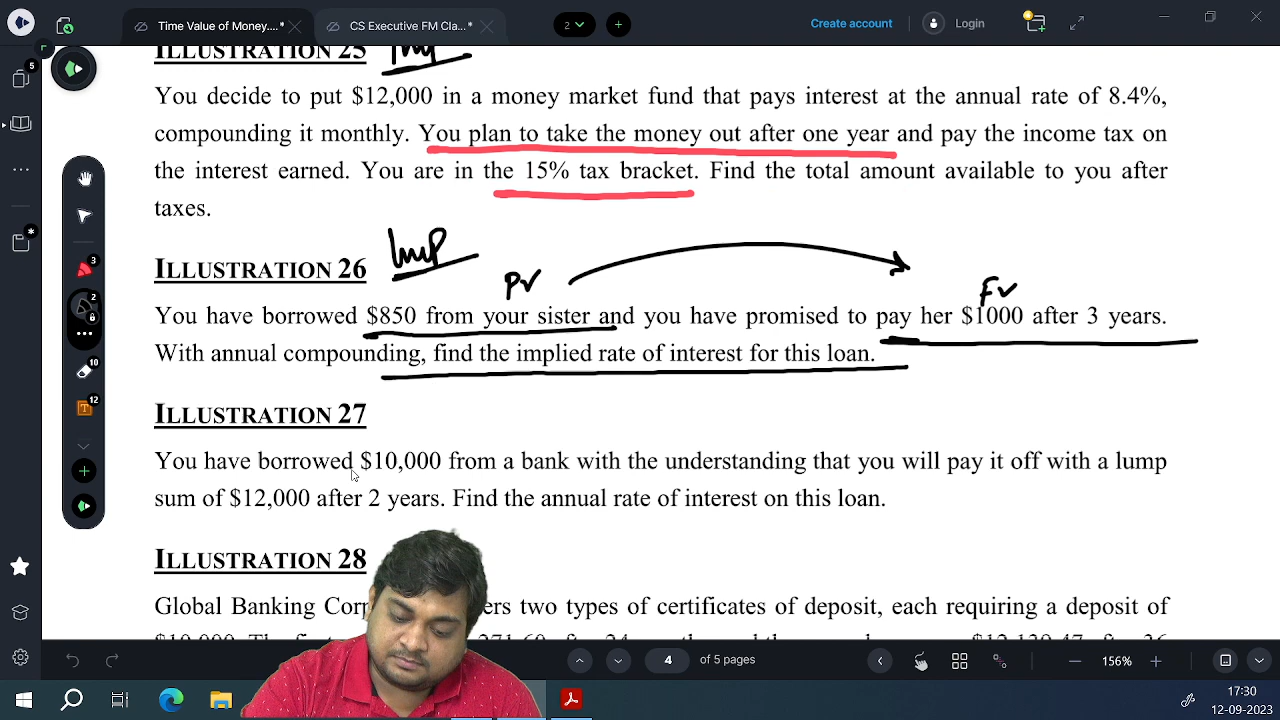 Time Value of Money....*
CS Executive FM Cla...*
2
Create account
Login
ILLUSTRATION 25
Imp
You decide to put $12,000 in a money market fund that pays interest at the annual rate of 8.4%,
compounding it monthly. You plan to take the money out after one year and pay the income tax on
the interest earned. You are in the 15% tax bracket. Find the total amount available to you after
taxes.
ILLUSTRATION 26
Imp
PV
FV
You have borrowed $850 from your sister and you have promised to pay her $1000 after 3 years.
With annual compounding, find the implied rate of interest for this loan.
ILLUSTRATION 27
You have borrowed $10,000 from a bank with the understanding that you will pay it off with a lump
sum of $12,000 after 2 years. Find the annual rate of interest on this loan.
ILLUSTRATION 28
Global Banking Corp ers two types of certificates of deposit, each requiring a deposit of
5
3
2
10
12
4
of 5 pages
156%
17:30
12-09-2023